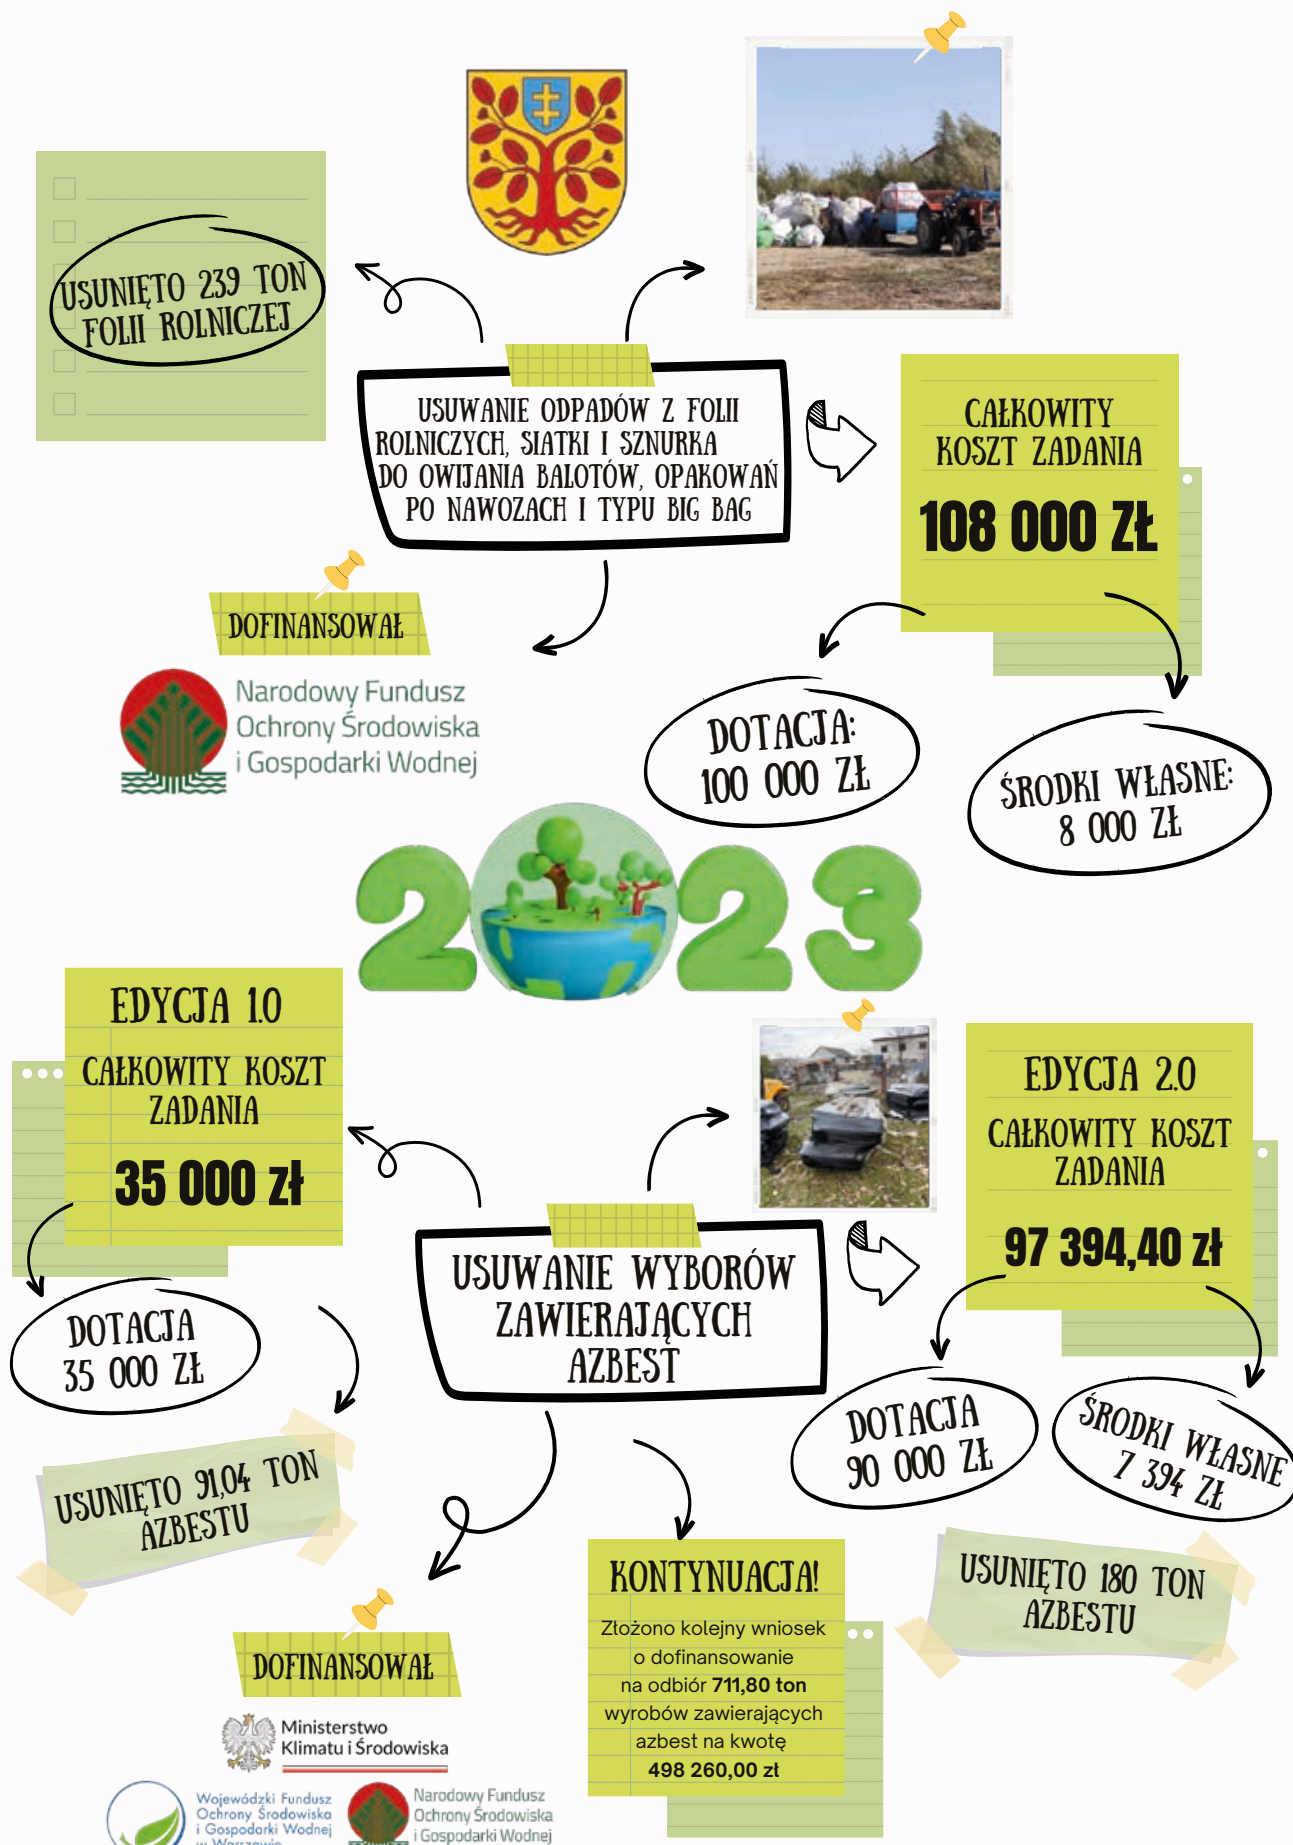 USUNIĘTO 239 TON
FOLII ROLNICZEJ
USUWANIE ODPADÓW Z FOLII
ROLNICZYCH, SIATKI I SZNURKA
DO OWIJANIA BALOTÓW, OPAKOWAŃ
PO NAWOZACH I TYPU BIG BAG
CAŁKOWITY
KOSZT ZADANIA
108 000 ZŁ
DOFINANSOWAŁ
Narodowy Fundusz
Ochrony Środowiska
i Gospodarki Wodnej
DOTACJA:
100 000 ZŁ
ŚRODKI WŁASNE:
8 000 ZŁ
2023
EDYCJA 1.0
CAŁKOWITY KOSZT
ZADANIA
35 000 zł
EDYCJA 2.0
CAŁKOWITY KOSZT
ZADANIA
97 394,40 zł
USUWANIE WYBORÓW
ZAWIERAJĄCYCH
AZBEST
DOTACJA
35 000 ZŁ
DOTACJA
90 000 ZŁ
ŚRODKI WŁASNE
7 394 ZŁ
USUNIĘTO 91,04 TON
AZBESTU
USUNIĘTO 180 TON
AZBESTU
KONTYNUACJA!
Złożono kolejny wniosek
o dofinansowanie
na odbiór 711,80 ton
wyrobów zawierających
azbest na kwotę
498 260,00 zł
DOFINANSOWAŁ
Ministerstwo
Klimatu i Środowiska
Wojewódzki Fundusz
Ochrony Środowiska
i Gospodarki Wodnej
w Warszawie
Narodowy Fundusz
Ochrony Środowiska
i Gospodarki Wodnej